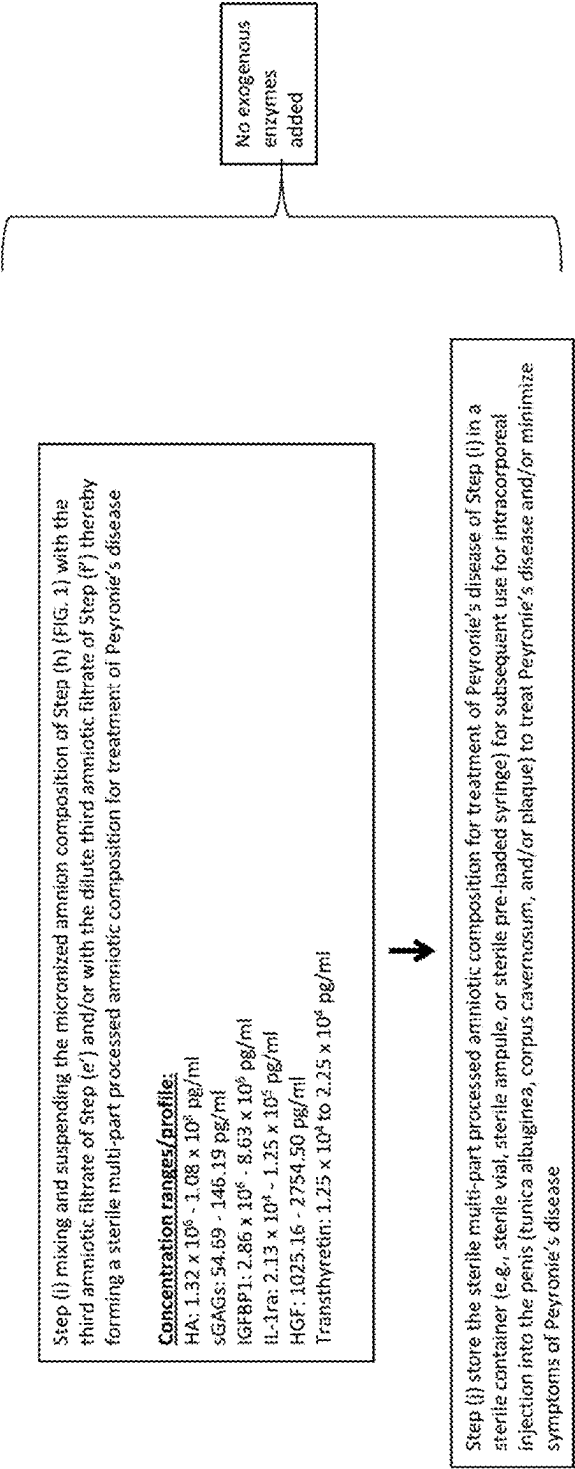 Step (i) mixing and suspending the micronized amnion composition of Step (h) (FIG. 1) with the
third amniotic filtrate of Step (e') and/or with the dilute third amniotic filtrate of Step (f') thereby
forming a sterile multi-part processed amniotic composition for treatment of Peyronie's disease
Concentration ranges/profile:
HA: 1.32 x 10⁶ - 1.08 x 10⁸ pg/ml
sGAGs: 54.69 - 146.19 pg/ml
IGFBP1: 2.86 x 10⁶ - 8.63 x 10⁶ pg/ml
IL-1ra: 2.13 x 10⁴ - 1.25 x 10⁵ pg/ml
HGF: 1025.16 - 2754.50 pg/ml
Transthyretin: 1.25 x 10⁴ to 2.25 x 10⁴ pg/ml
Step (j) store the sterile multi-part processed amniotic composition for treatment of Peyronie's disease of Step (i) in a
sterile container (e.g., sterile vial, sterile ampule, or sterile pre-loaded syringe) for subsequent use for intracorporeal
injection into the penis (tunica albuginea, corpus cavernosum, and/or plaque) to treat Peyronie's disease and/or minimize
symptoms of Peyronie's disease
No exogenous
enzymes
added